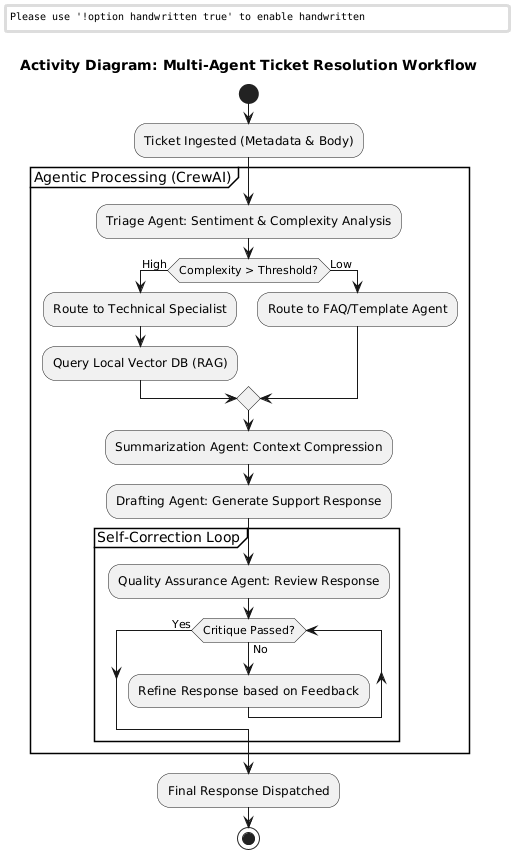 Please use '!option handwritten true' to enable handwritten
Activity Diagram: Multi-Agent Ticket Resolution Workflow
Ticket Ingested (Metadata & Body)
Agentic Processing (CrewAI)
Triage Agent: Sentiment & Complexity Analysis
High
Complexity > Threshold?
Low
Route to Technical Specialist
Route to FAQ/Template Agent
Query Local Vector DB (RAG)
Summarization Agent: Context Compression
Drafting Agent: Generate Support Response
Self-Correction Loop
Quality Assurance Agent: Review Response
Yes
Critique Passed?
No
Refine Response based on Feedback
Final Response Dispatched